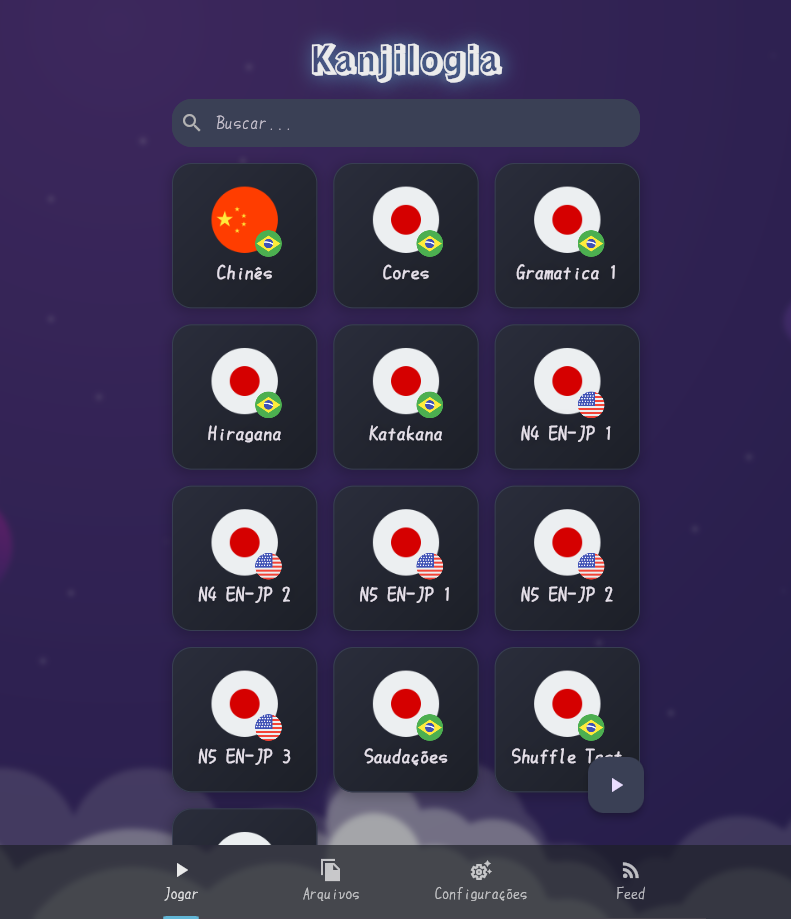 Kanjilogia
Buscar...
Chinês
Cores
Gramatica 1
Hiragana
Katakana
N4 EN-JP 1
N4 EN-JP 2
N5 EN-JP 1
N5 EN-JP 2
N5 EN-JP 3
Saudações
Shuffle Test
Jogar
Arquivos
Configurações
Feed